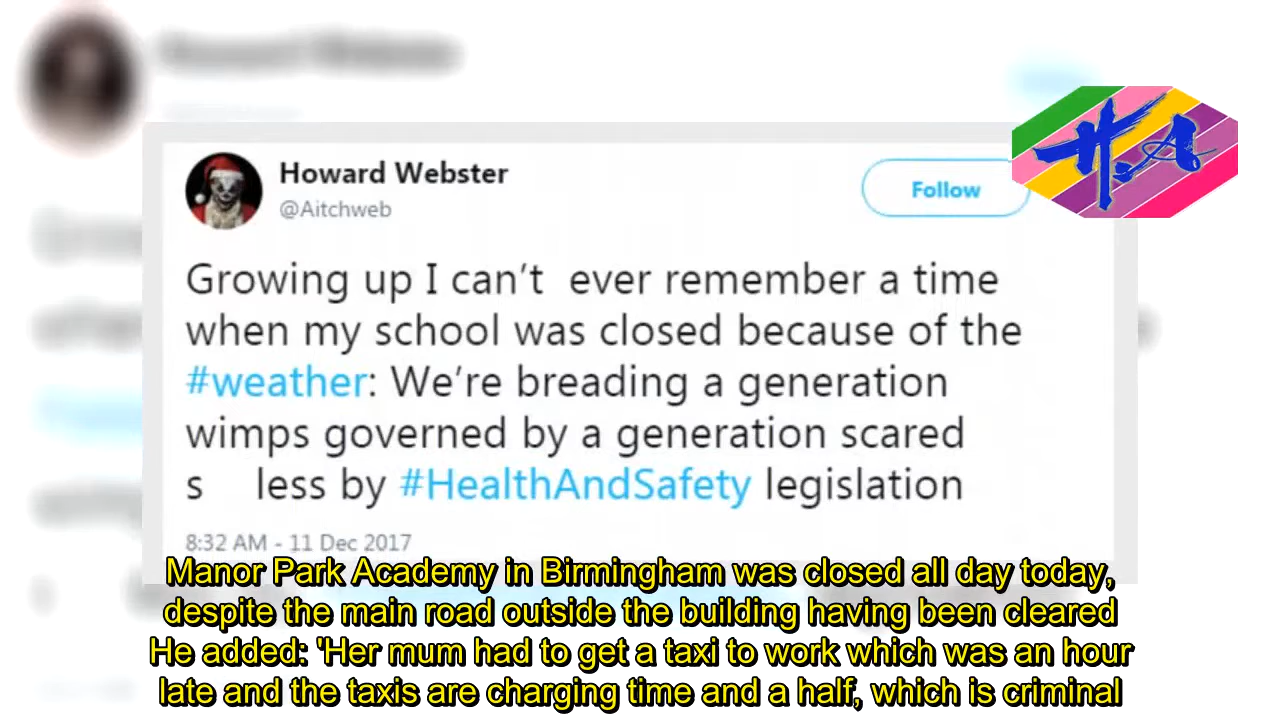 Howard Webster
@Aitchweb
Follow
H.A
Growing up I can't ever remember a time
when my school was closed because of the
#weather: We're breading a generation
wimps governed by a generation scared
s less by #HealthAndSafety legislation
8:32 AM - 11 Dec 2017
Manor Park Academy in Birmingham was closed all day today,
despite the main road outside the building having been cleared
He added: 'Her mum had to get a taxi to work which was an hour
late and the taxis are charging time and a half, which is criminal